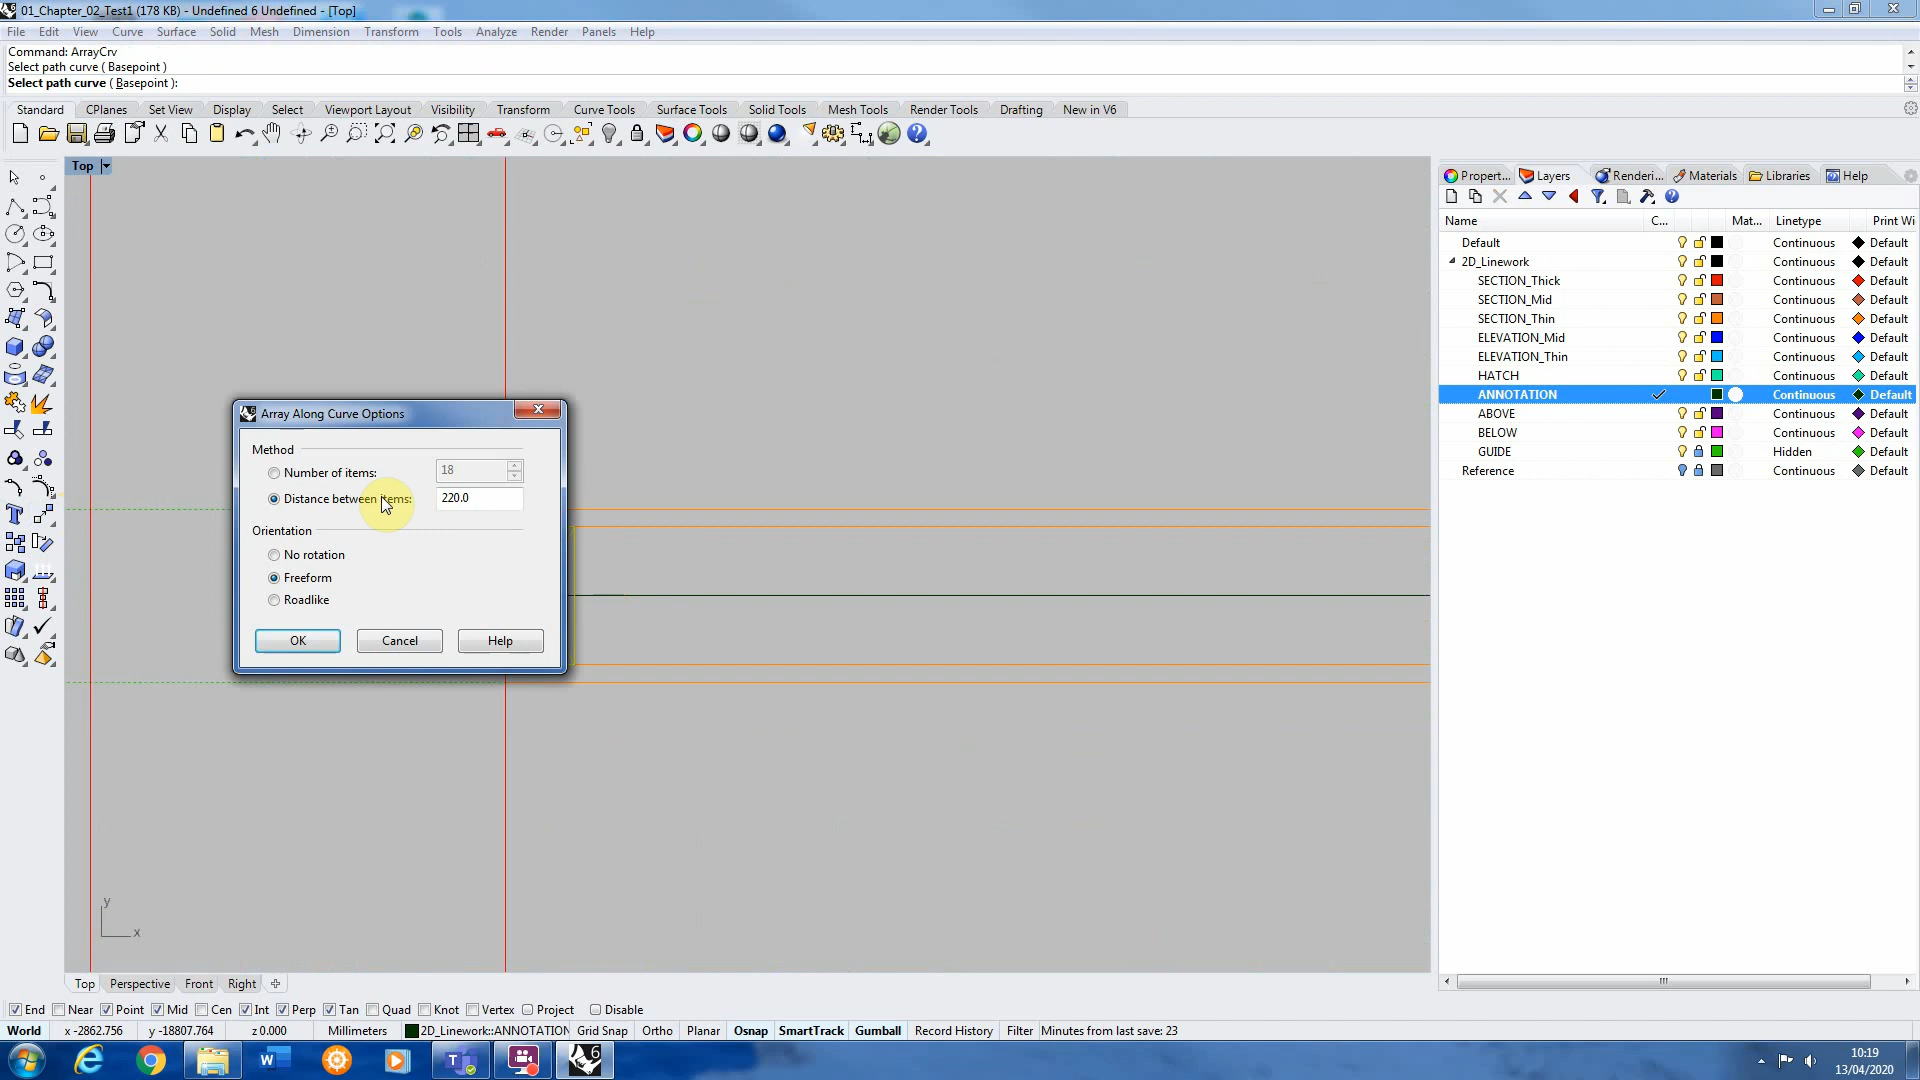 01_Chapter_02_Test1 (178 KB) - Undefined 6 Undefined - [Top]
File Edit View Curve Surface Solid Mesh Dimension Transform Tools Analyze Render Panels Help
Command: ArrayCrv
Select path curve ( Basepoint )
Select path curve ( Basepoint ):
Standard CPlanes Set View Display Select Viewport Layout Visibility Transform Curve Tools Surface Tools Solid Tools Mesh Tools Render Tools Drafting New in V6
Top
Propert... Layers Renderi... Materials Libraries Help
Name C... Mat... Linetype Print Wi
Default Continuous Default
2D_Linework Continuous Default
SECTION_Thick Continuous Default
SECTION_Mid Continuous Default
SECTION_Thin Continuous Default
ELEVATION_Mid Continuous Default
ELEVATION_Thin Continuous Default
HATCH Continuous Default
ANNOTATION Continuous Default
ABOVE Continuous Default
BELOW Continuous Default
GUIDE Hidden Default
Reference Continuous Default
Array Along Curve Options
Method
Number of items: 18
Distance between items: 220.0
Orientation
No rotation
Freeform
Roadlike
OK Cancel Help
y
x
Top Perspective Front Right
End Near Point Mid Cen Int Perp Tan Quad Knot Vertex Project Disable
World x -2862.756 y -18807.764 z 0.000 Millimeters 2D_Linework::ANNOTATION Grid Snap Ortho Planar Osnap SmartTrack Gumball Record History Filter Minutes from last save: 23
10:19
13/04/2020